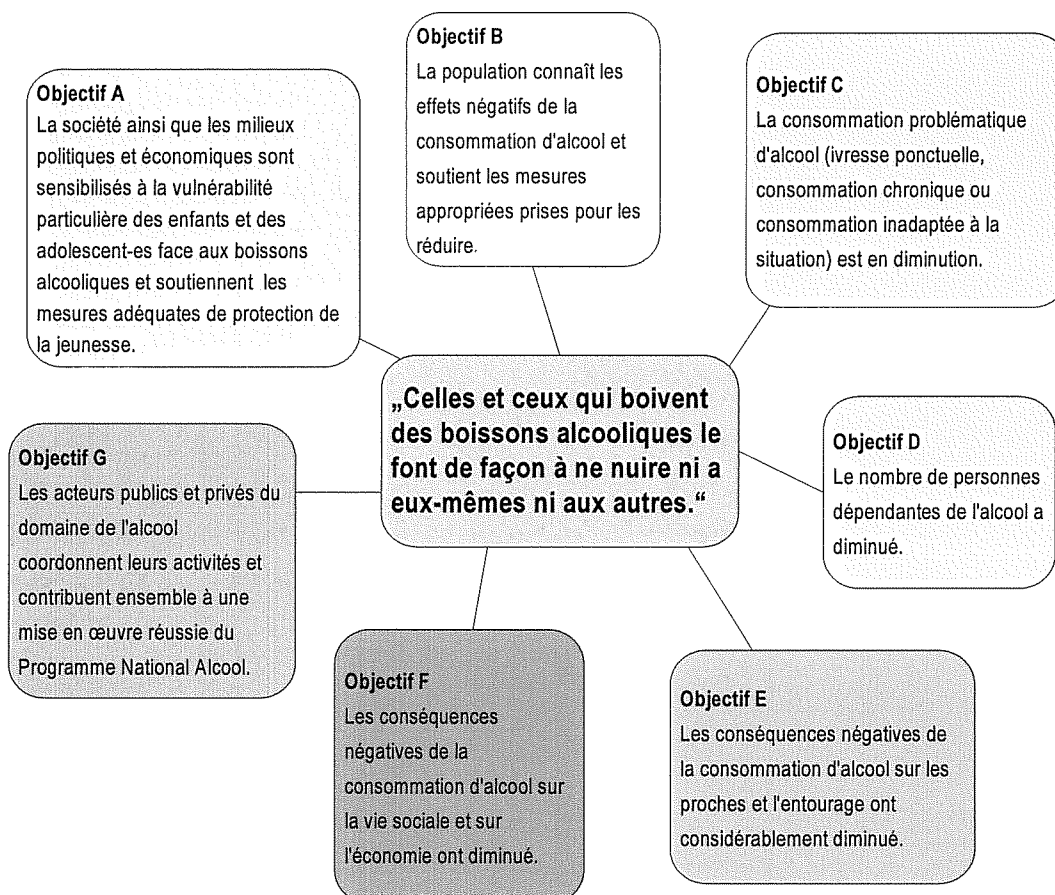 Objectif A
La société ainsi que les milieux
politiques et économiques sont
sensibilisés à la vulnérabilité
particulière des enfants et des
adolescent-es face aux boissons
alcooliques et soutiennent les
mesures adéquates de protection de
la jeunesse.
Objectif B
La population connaît les
effets négatifs de la
consommation d'alcool et
soutient les mesures
appropriées prises pour les
réduire.
Objectif C
La consommation problématique
d'alcool (ivresse ponctuelle,
consommation chronique ou
consommation inadaptée à la
situation) est en diminution.
„Celles et ceux qui boivent
des boissons alcooliques le
font de façon à ne nuire ni a
eux-mêmes ni aux autres.“
Objectif D
Le nombre de personnes
dépendantes de l'alcool a
diminué.
Objectif G
Les acteurs publics et privés du
domaine de l'alcool
coordonnent leurs activités et
contribuent ensemble à une
mise en œuvre réussie du
Programme National Alcool.
Objectif F
Les conséquences
négatives de la
consommation d'alcool sur
la vie sociale et sur
l'économie ont diminué.
Objectif E
Les conséquences négatives de
la consommation d'alcool sur les
proches et l'entourage ont
considérablement diminué.